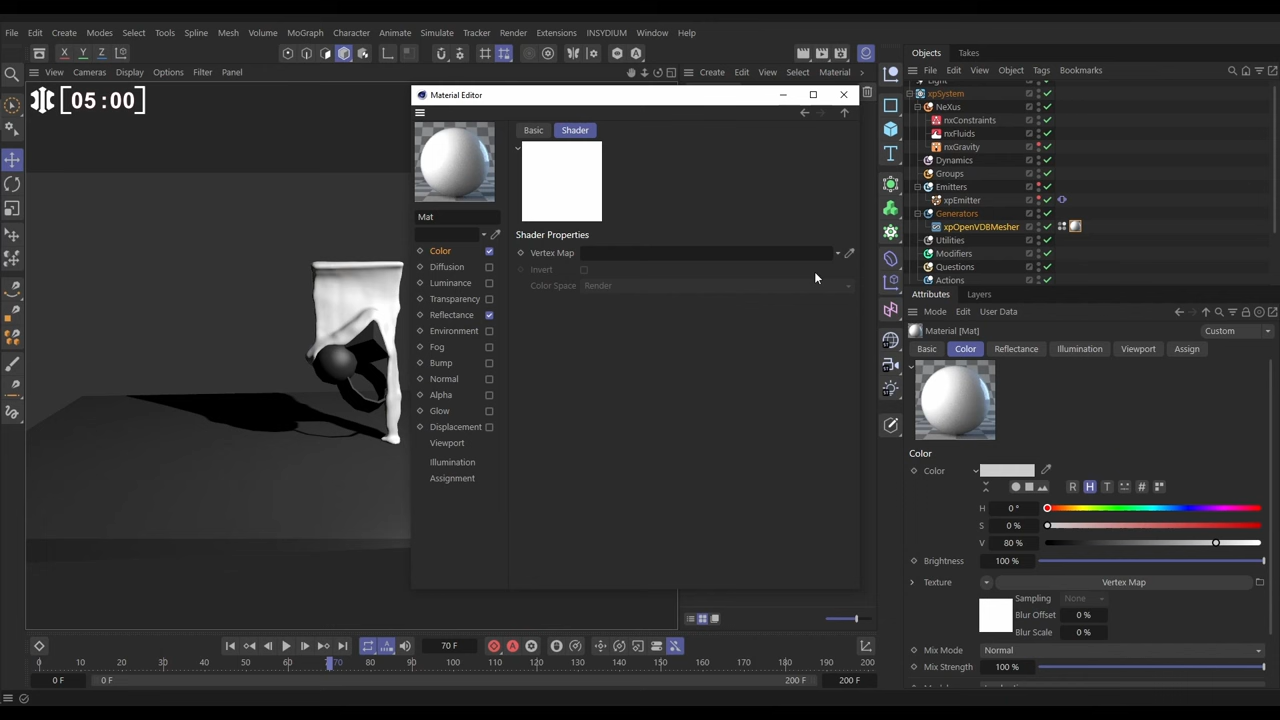 File Edit Create Modes Select Tools Spline Mesh Volume MoGraph Character Animate Simulate Tracker Render Extensions INSYDIUM Window Help
X Y Z
Objects Takes
View Cameras Display Options Filter Panel
Create Edit View Select Material
File Edit View Object Tags Bookmarks
[05:00]
Material Editor
Basic Shader
Mat
Shader Properties
Vertex Map
Invert
Color Space Render
Color
Diffusion
Luminance
Transparency
Reflectance
Environment
Fog
Bump
Normal
Alpha
Glow
Displacement
Viewport
Illumination
Assignment
Light
xpSystem
NeXus
nxConstraints
nxFluids
nxGravity
Dynamics
Groups
Emitters
xpEmitter
Generators
xpOpenVDBMesher
Utilities
Modifiers
Questions
Actions
Attributes Layers
Mode Edit User Data
Material [Mat] Custom
Basic Color Reflectance Illumination Viewport Assign
Color
Color
R H T #
H 0 °
S 0 %
V 80 %
Brightness 100 %
Texture Vertex Map
Sampling None
Blur Offset 0 %
Blur Scale 0 %
Mix Mode Normal
Mix Strength 100 %
70 F
0 10 20 30 40 50 60 70 80 90 100 110 120 130 140 150 160 170 180 190 200
0 F 0 F 200 F 200 F